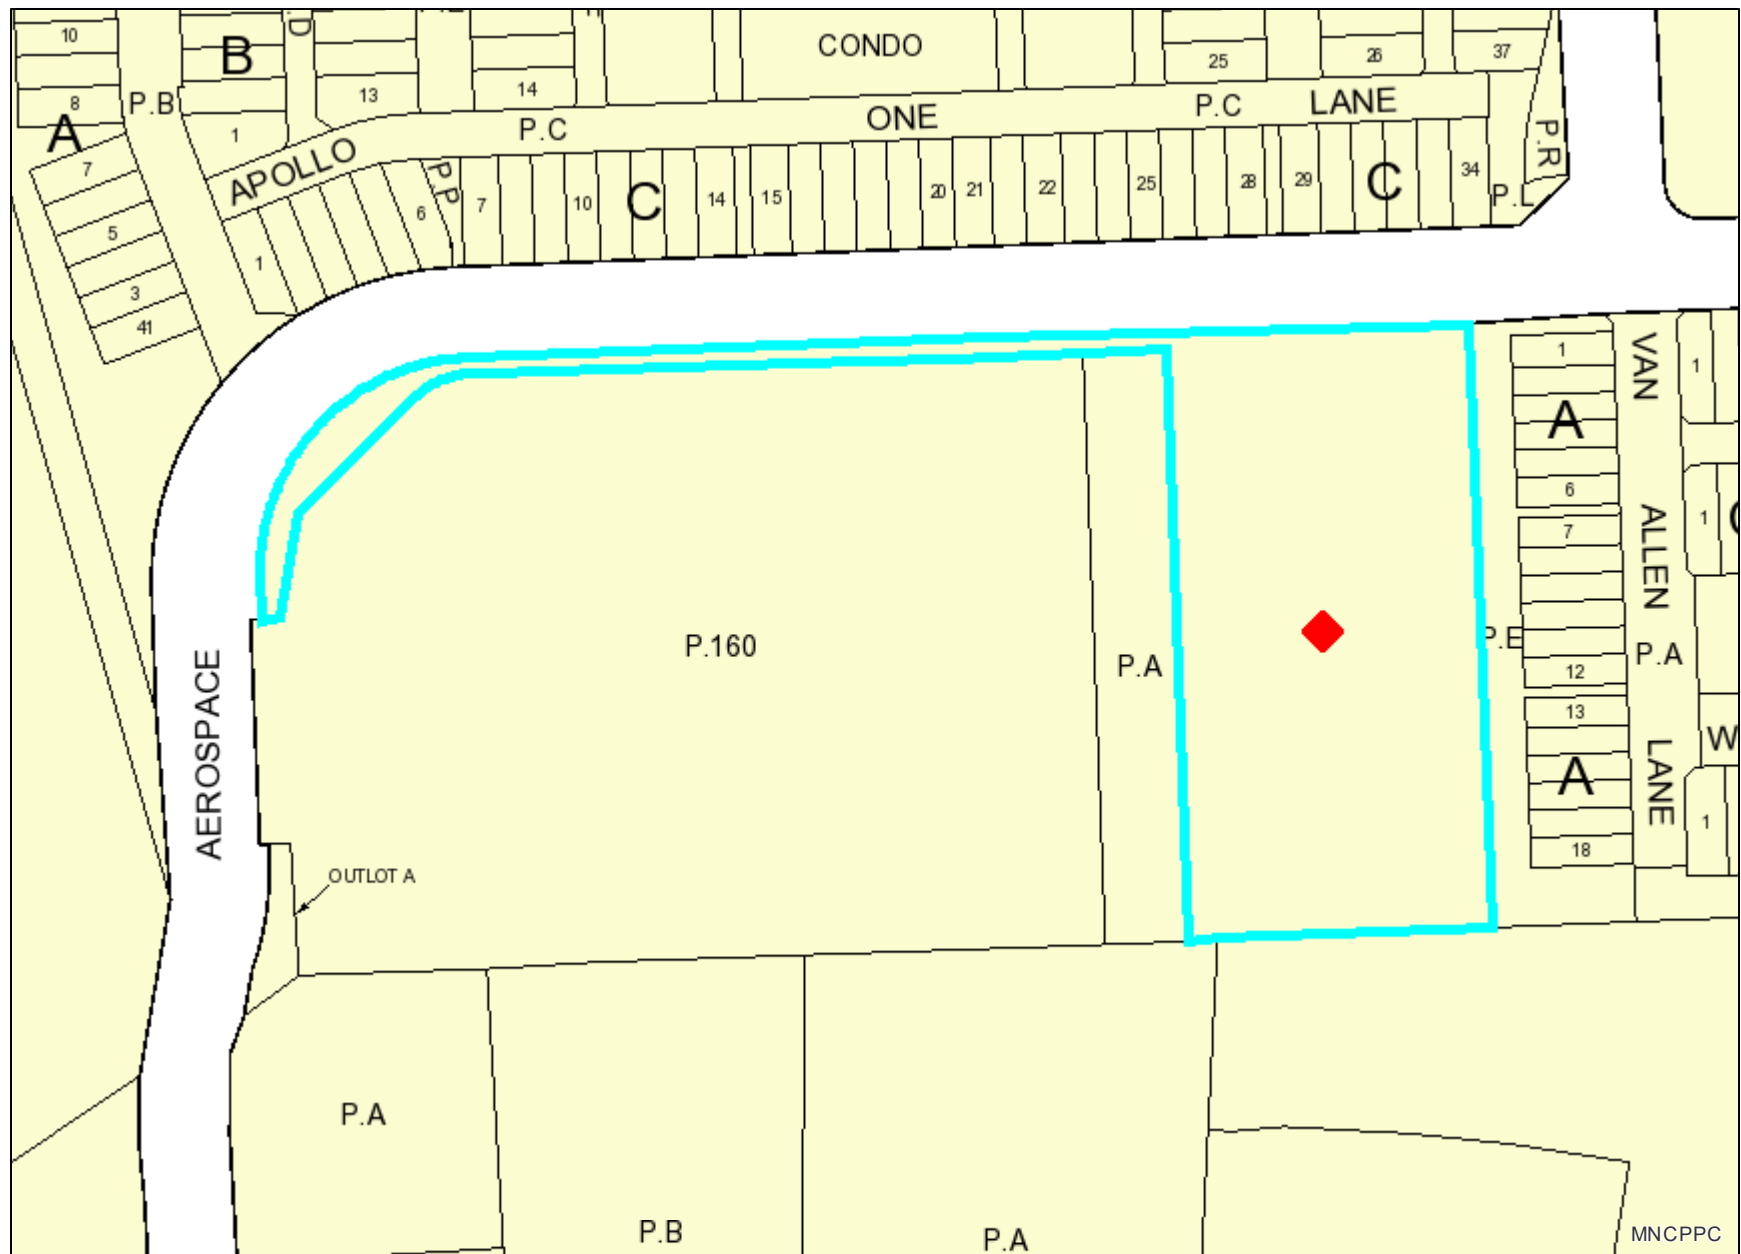 10
B
D
CONDO
25
26
37
8
P.B
13
14
A
1
P.C
ONE
P.C
LANE
P.R
7
APOLLO
P.P
6
7
10
C
14
15
20
21
22
25
28
29
C
34
P.L
5
1
3
41
1
VAN
1
A
6
7
1
ALLEN
P.160
P.A
P.E
P.A
12
13
W
AEROSPACE
A
LANE
1
18
OUTLOT A
P.A
P.B
P.A
MNCPPC